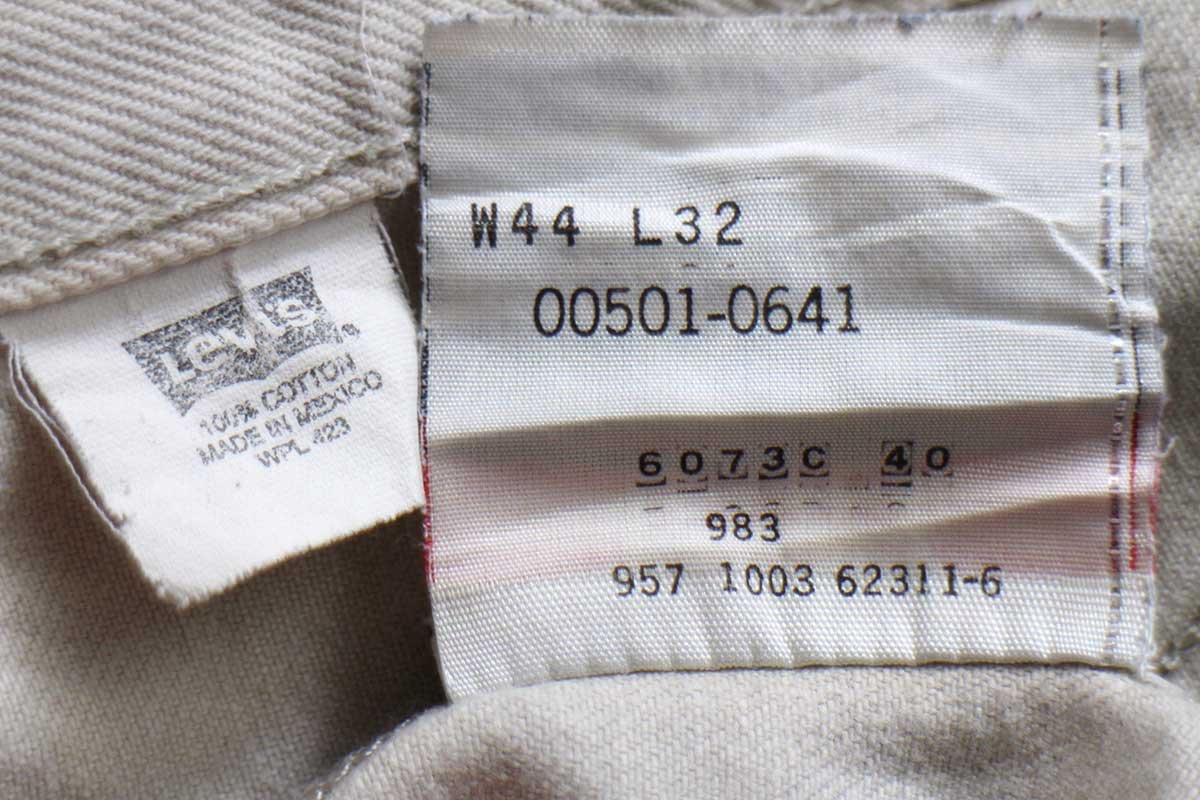 Levi's
®
100% COTTON
MADE IN MEXICO
WPL 423
W44 L32
00501-0641
6073C 40
983
957 1003 62311-6